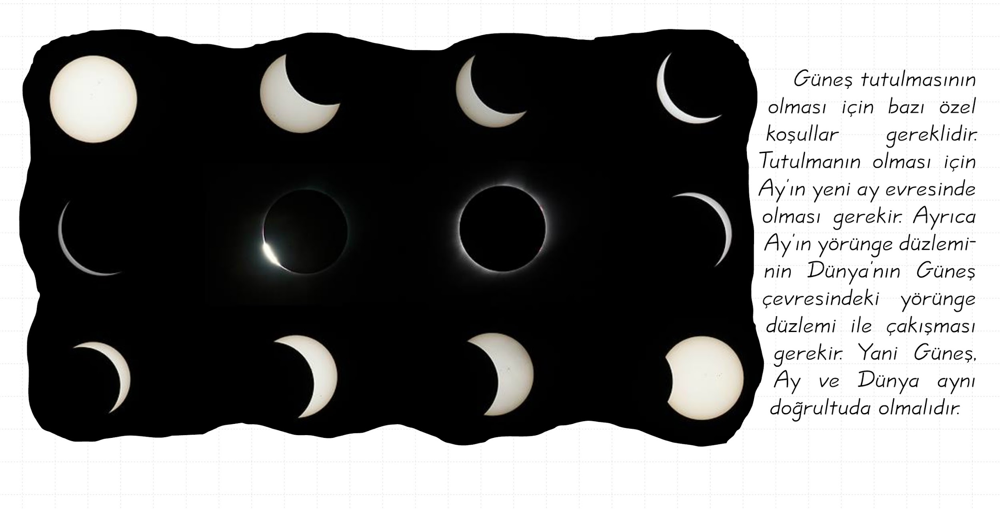 Güneş tutulmasının
olması için bazı özel
koşullar gereklidir.
Tutulmanın olması için
Ay'ın yeni ay evresinde
olması gerekir. Ayrıca
Ay'ın yörünge düzlemi-
nin Dünya'nın Güneş
çevresindeki yörünge
düzlemi ile çakışması
gerekir. Yani Güneş,
Ay ve Dünya aynı
doğrultuda olmalıdır.